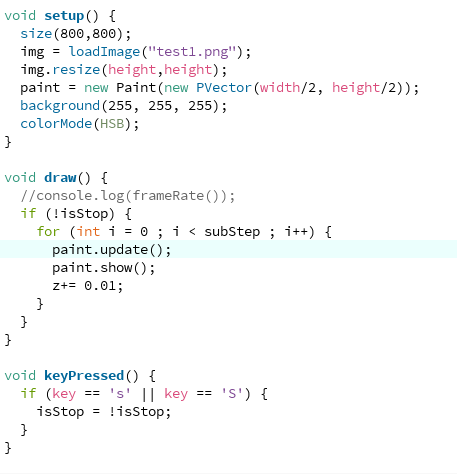 void setup() {
  size(800,800);
  img = loadImage("test1.png");
  img.resize(height,height);
  paint = new Paint(new PVector(width/2, height/2));
  background(255, 255, 255);
  colorMode(HSB);
}

void draw() {
  //console.log(frameRate());
  if (!isStop) {
    for (int i = 0 ; i < subStep ; i++) {
      paint.update();
      paint.show();
      z+= 0.01;
    }
  }
}

void keyPressed() {
  if (key == 's' || key == 'S') {
    isStop = !isStop;
  }
}